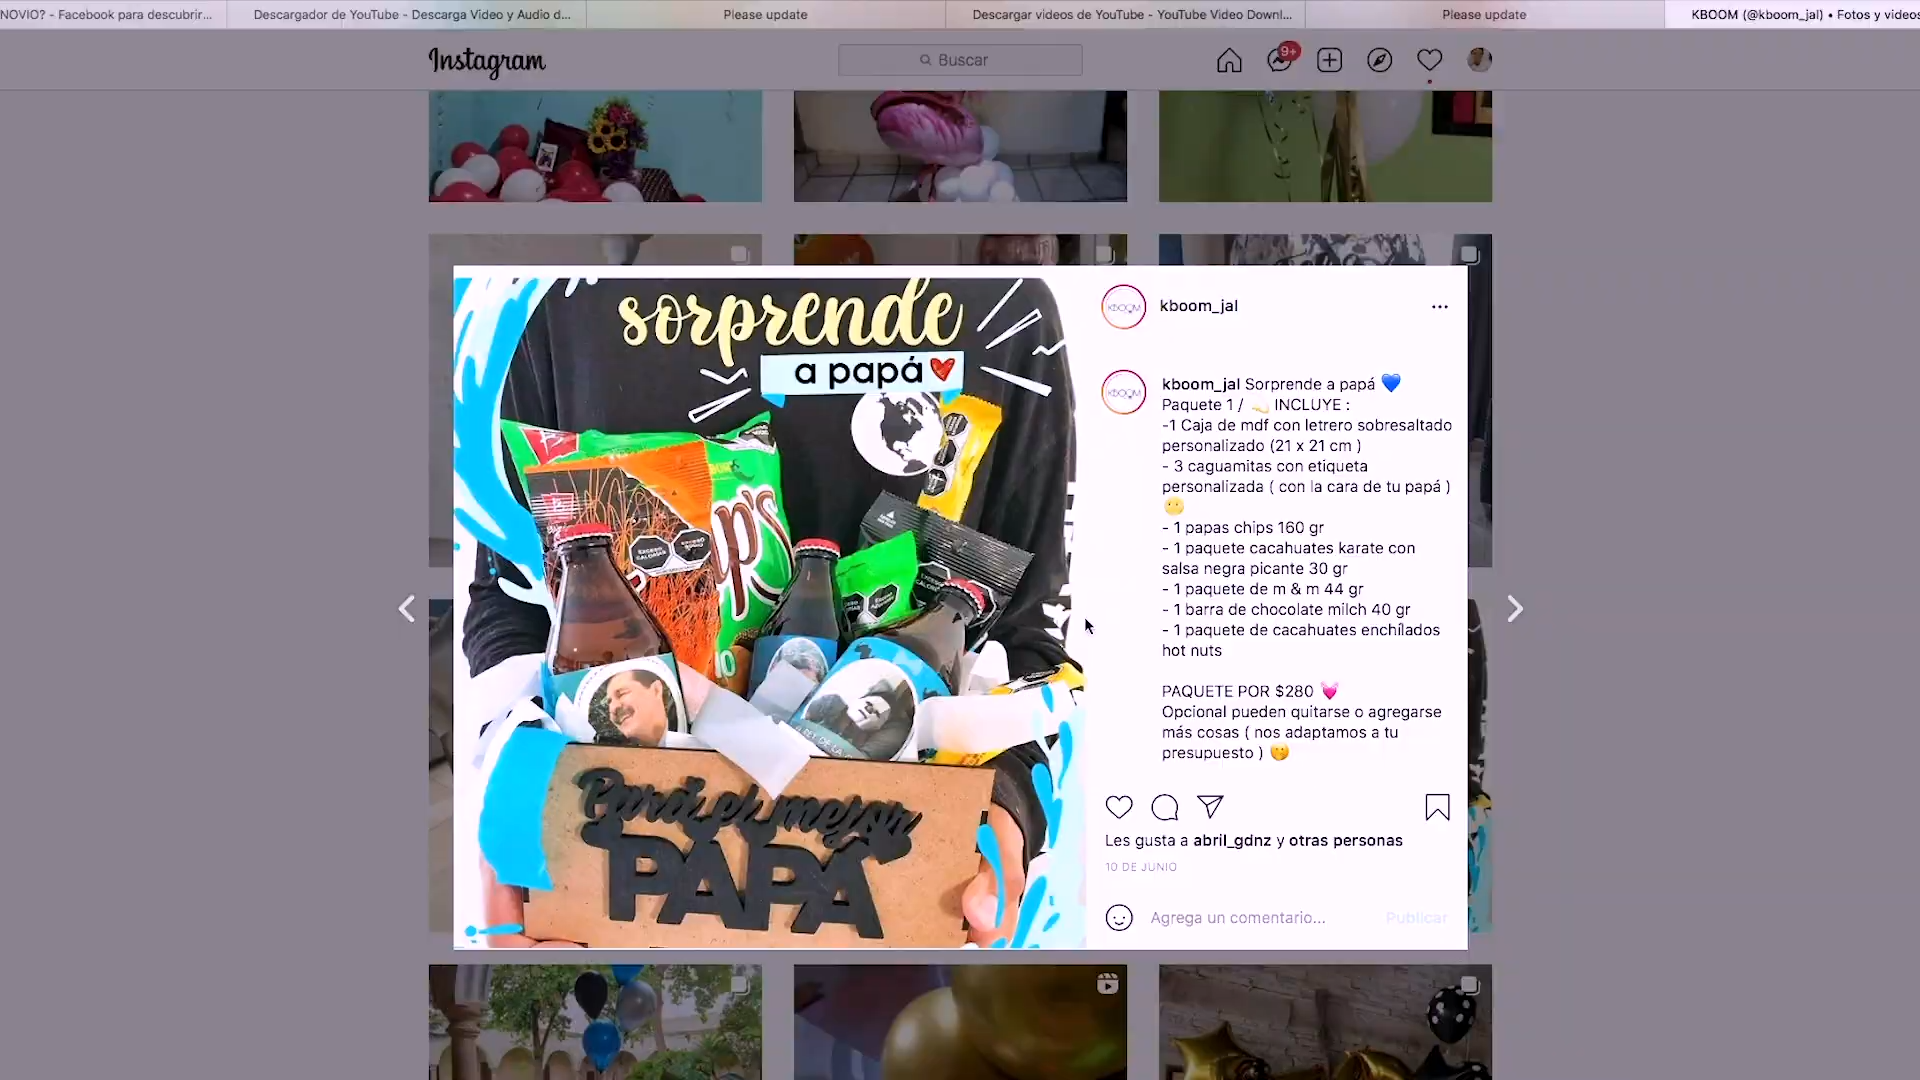 NOVIO? - Facebook para descubrir...
Descargador de YouTube - Descarga Video y Audio d...
Please update
Descargar videos de YouTube - YouTube Video Downl...
Please update
KBOOM (@kboom_jal) • Fotos y videos
Instagram
Buscar
9+
sorprende
a papá
Para el mejor
PAPÁ
kboom_jal
kboom_jal Sorprende a papá 💙
Paquete 1 / 💫 INCLUYE :
-1 Caja de mdf con letrero sobresaltado
personalizado (21 x 21 cm )
- 3 caguamitas con etiqueta
personalizada ( con la cara de tu papá )
- 1 papas chips 160 gr
- 1 paquete cacahuates karate con
salsa negra picante 30 gr
- 1 paquete de m & m 44 gr
- 1 barra de chocolate milch 40 gr
- 1 paquete de cacahuates enchílados
hot nuts
PAQUETE POR $280 💓
Opcional pueden quitarse o agregarse
más cosas ( nos adaptamos a tu
presupuesto ) 🤭
Les gusta a abril_gdnz y otras personas
10 DE JUNIO
Agrega un comentario...
Publicar